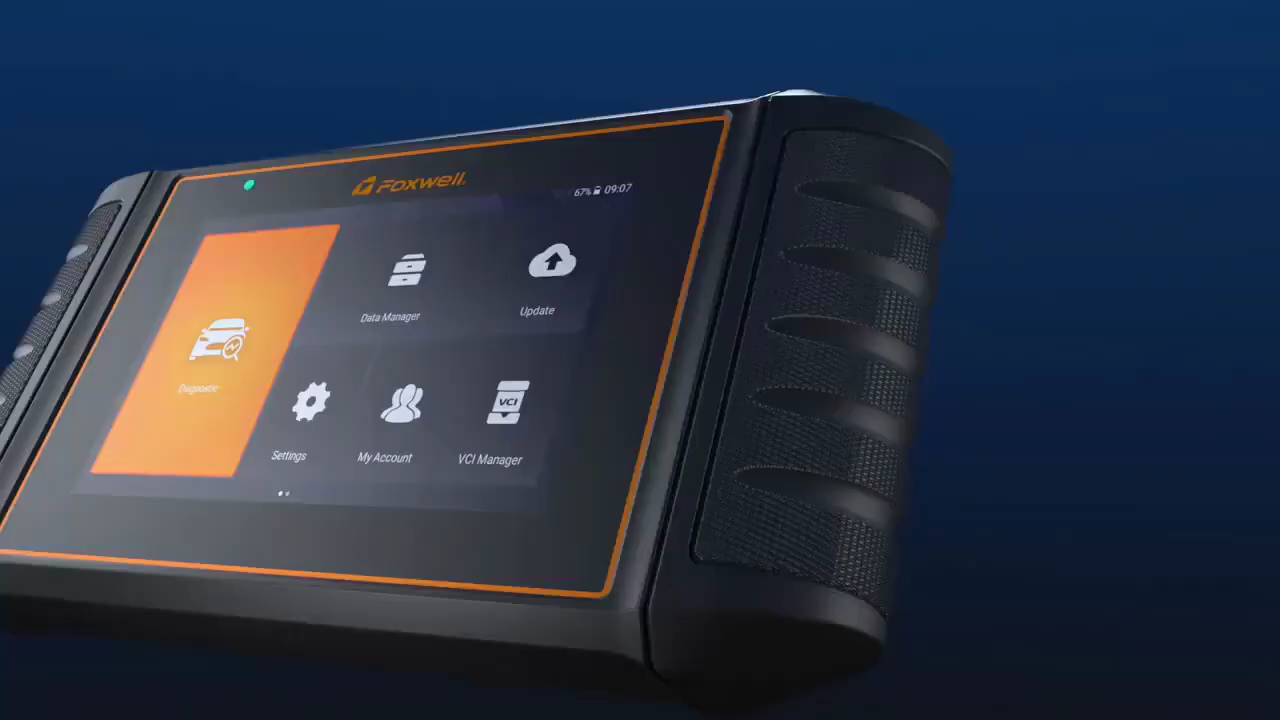 FOXWELL
67% 09:07
Data Manager
Update
Diagnostic
Settings
My Account
VCI
VCI Manager